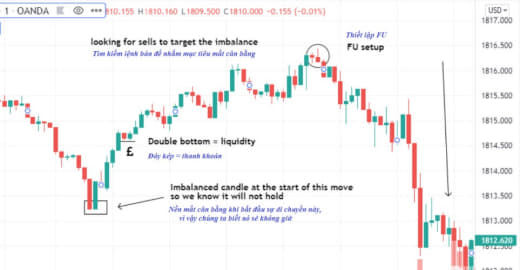 1 · OANDA
1810.155 H1810.160 L1809.500 C1810.000 -0.155 (-0.01%)
USD
1817.000
looking for sells to target the imbalance
Tìm kiếm lệnh bán để nhắm mục tiêu mất cân bằng
Thiết lập FU
FU setup
1816.500
1816.000
1815.500
1815.000
1814.500
£
Double bottom = liquidity
Đáy kép = thanh khoản
1814.000
Imbalanced candle at the start of this move
so we know it will not hold
Nến mất cân bằng khi bắt đầu sự di chuyển này,
vì vậy chúng ta biết nó sẽ không giữ
1813.500
1813.000
1812.620